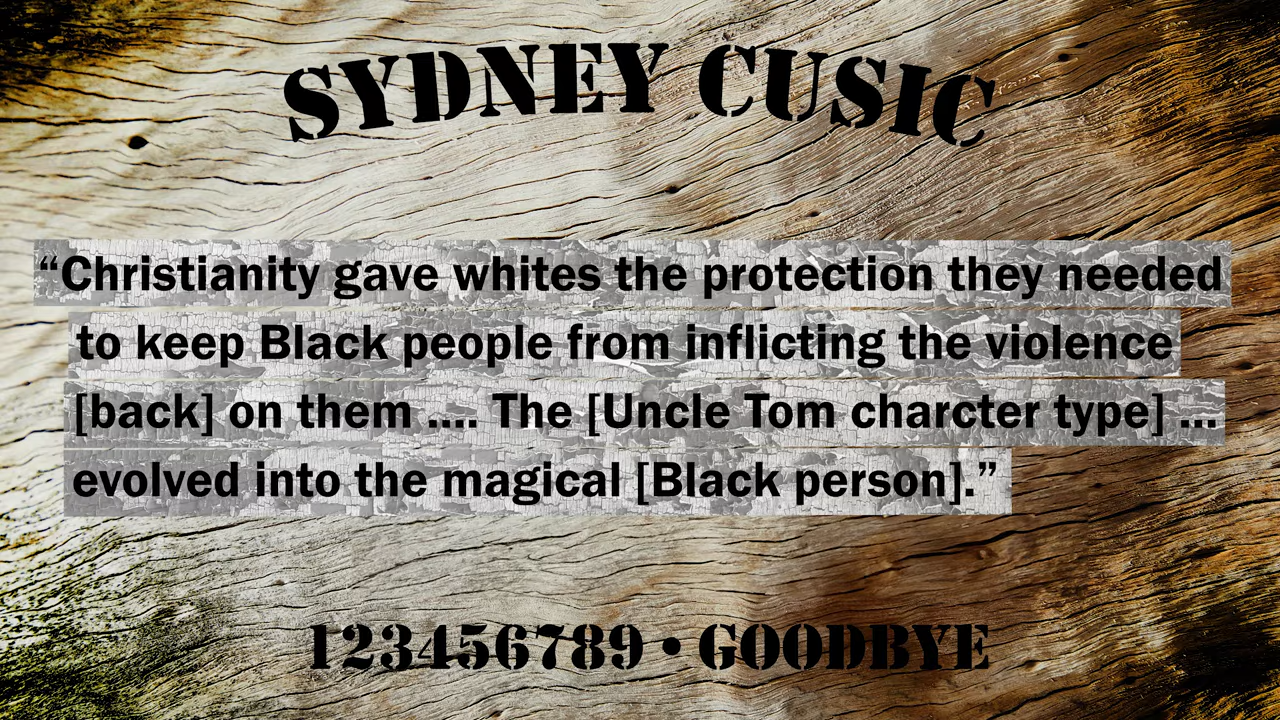 SYDNEY CUSIC
“Christianity gave whites the protection they needed
to keep Black people from inflicting the violence
[back] on them .... The [Uncle Tom charcter type] ...
evolved into the magical [Black person].”
123456789 • GOODBYE